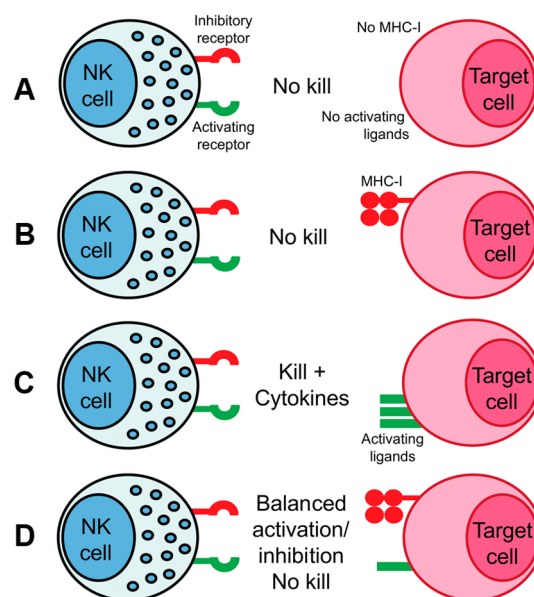 Inhibitory
receptor
No MHC-I
A
NK
cell
No kill
Target
cell
No activating
ligands
Activating
receptor
MHC-I
B
NK
cell
No kill
Target
cell
C
NK
cell
Kill +
Cytokines
Target
cell
Activating
ligands
D
NK
cell
Balanced
activation/
inhibition
No kill
Target
cell